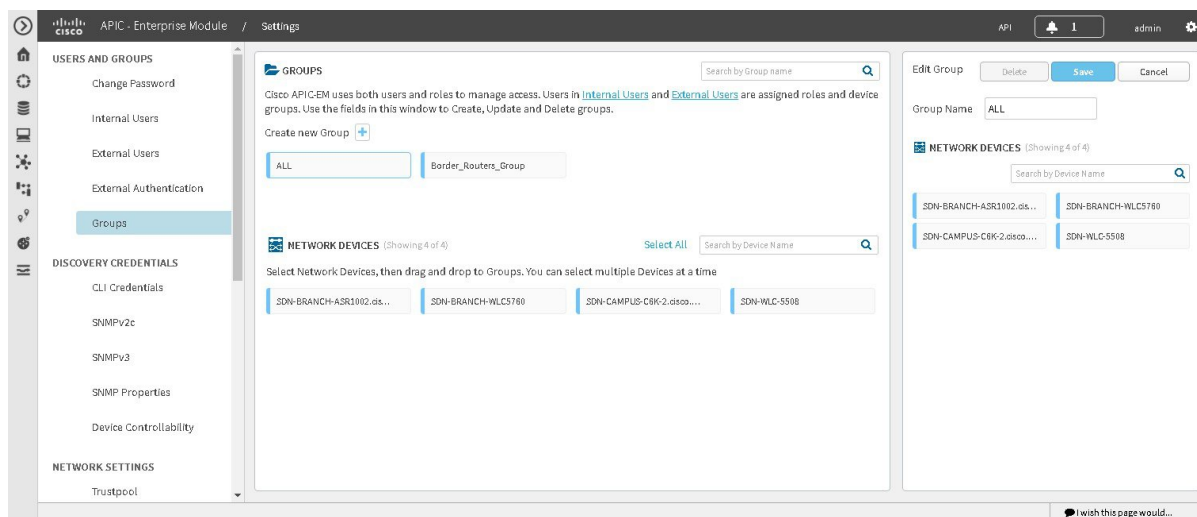 cisco APIC - Enterprise Module / Settings
API 1 admin
USERS AND GROUPS
Change Password
Internal Users
External Users
External Authentication
Groups
DISCOVERY CREDENTIALS
CLI Credentials
SNMPv2c
SNMPv3
SNMP Properties
Device Controllability
NETWORK SETTINGS
Trustpool
GROUPS
Search by Group name
Cisco APIC-EM uses both users and roles to manage access. Users in Internal Users and External Users are assigned roles and device
groups. Use the fields in this window to Create, Update and Delete groups.
Create new Group +
ALL Border_Routers_Group
NETWORK DEVICES (Showing 4 of 4) Select All Search by Device Name
Select Network Devices, then drag and drop to Groups. You can select multiple Devices at a time
SDN-BRANCH-ASR1002.cis... SDN-BRANCH-WLC5760 SDN-CAMPUS-C6K-2.cisco.... SDN-WLC-5508
Edit Group Delete Save Cancel
Group Name ALL
NETWORK DEVICES (Showing 4 of 4)
Search by Device Name
SDN-BRANCH-ASR1002.cis... SDN-BRANCH-WLC5760
SDN-CAMPUS-C6K-2.cisco.... SDN-WLC-5508
I wish this page would...